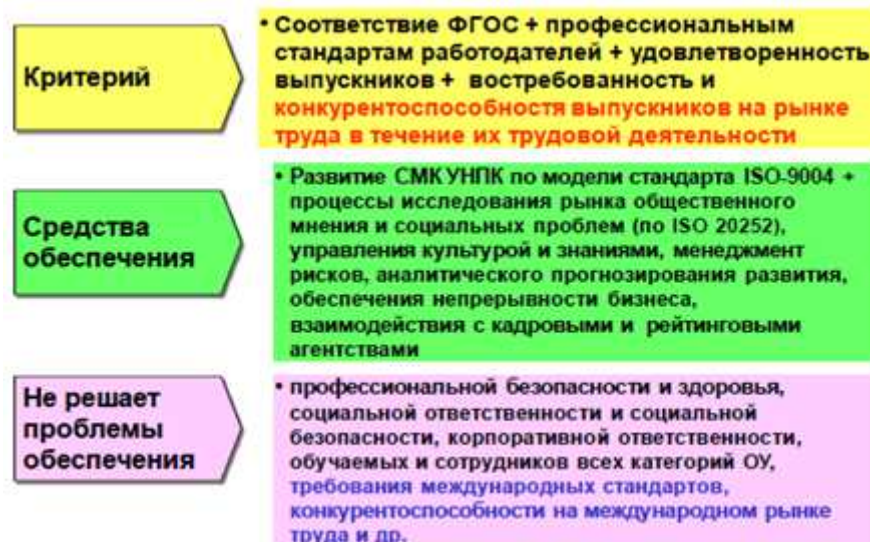 Критерий
• Соответствие ФГОС + профессиональным
стандартам работодателей + удовлетворенность
выпускников + востребованность и
конкурентоспособностя выпускников на рынке
труда в течение их трудовой деятельности
Средства
обеспечения
• Развитие СМК УНПК по модели стандарта ISO-9004 +
процессы исследования рынка общественного
мнения и социальных проблем (по ISO 20252),
управления культурой и знаниями, менеджмент
рисков, аналитического прогнозирования развития,
обеспечения непрерывности бизнеса,
взаимодействия с кадровыми и рейтинговыми
агентствами
Не решает
проблемы
обеспечения
• профессиональной безопасности и здоровья,
социальной ответственности и социальной
безопасности, корпоративной ответственности,
обучаемых и сотрудников всех категорий ОУ,
требования международных стандартов,
конкурентоспособности на международном рынке
труда и др.